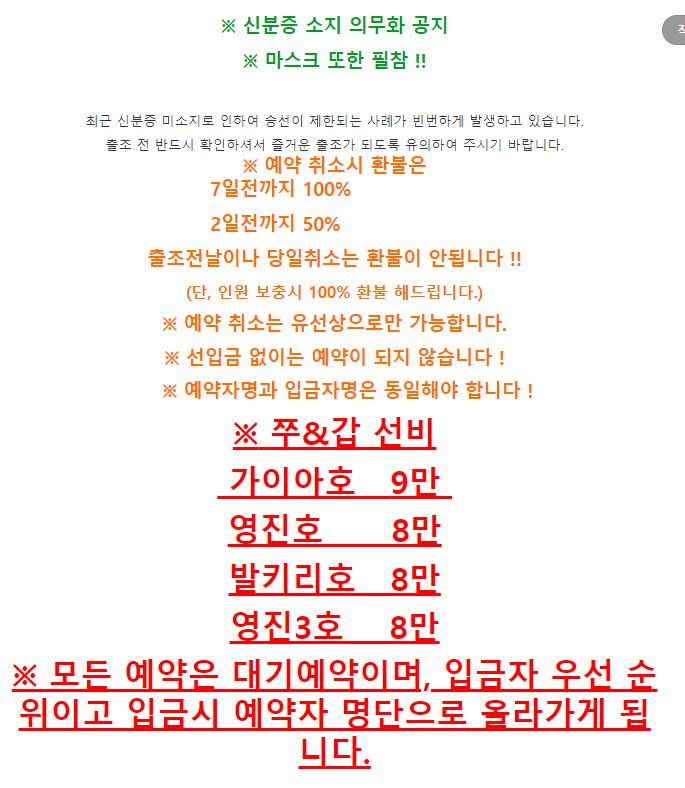 ※ 신분증 소지 의무화 공지
※ 마스크 또한 필참 !!
최근 신분증 미소지로 인하여 승선이 제한되는 사례가 빈번하게 발생하고 있습니다.
출조 전 반드시 확인하셔서 즐거운 출조가 되도록 유의하여 주시기 바랍니다.
※ 예약 취소시 환불은
7일전까지 100%
2일전까지 50%
출조전날이나 당일취소는 환불이 안됩니다 !!
(단, 인원 보충시 100% 환불 해드립니다.)
※ 예약 취소는 유선상으로만 가능합니다.
※ 선입금 없이는 예약이 되지 않습니다 !
※ 예약자명과 입금자명은 동일해야 합니다 !
※ 쭈&갑 선비
가이아호 9만
영진호 8만
발키리호 8만
영진3호 8만
※ 모든 예약은 대기예약이며, 입금자 우선 순
위이고 입금시 예약자 명단으로 올라가게 됩
니다.